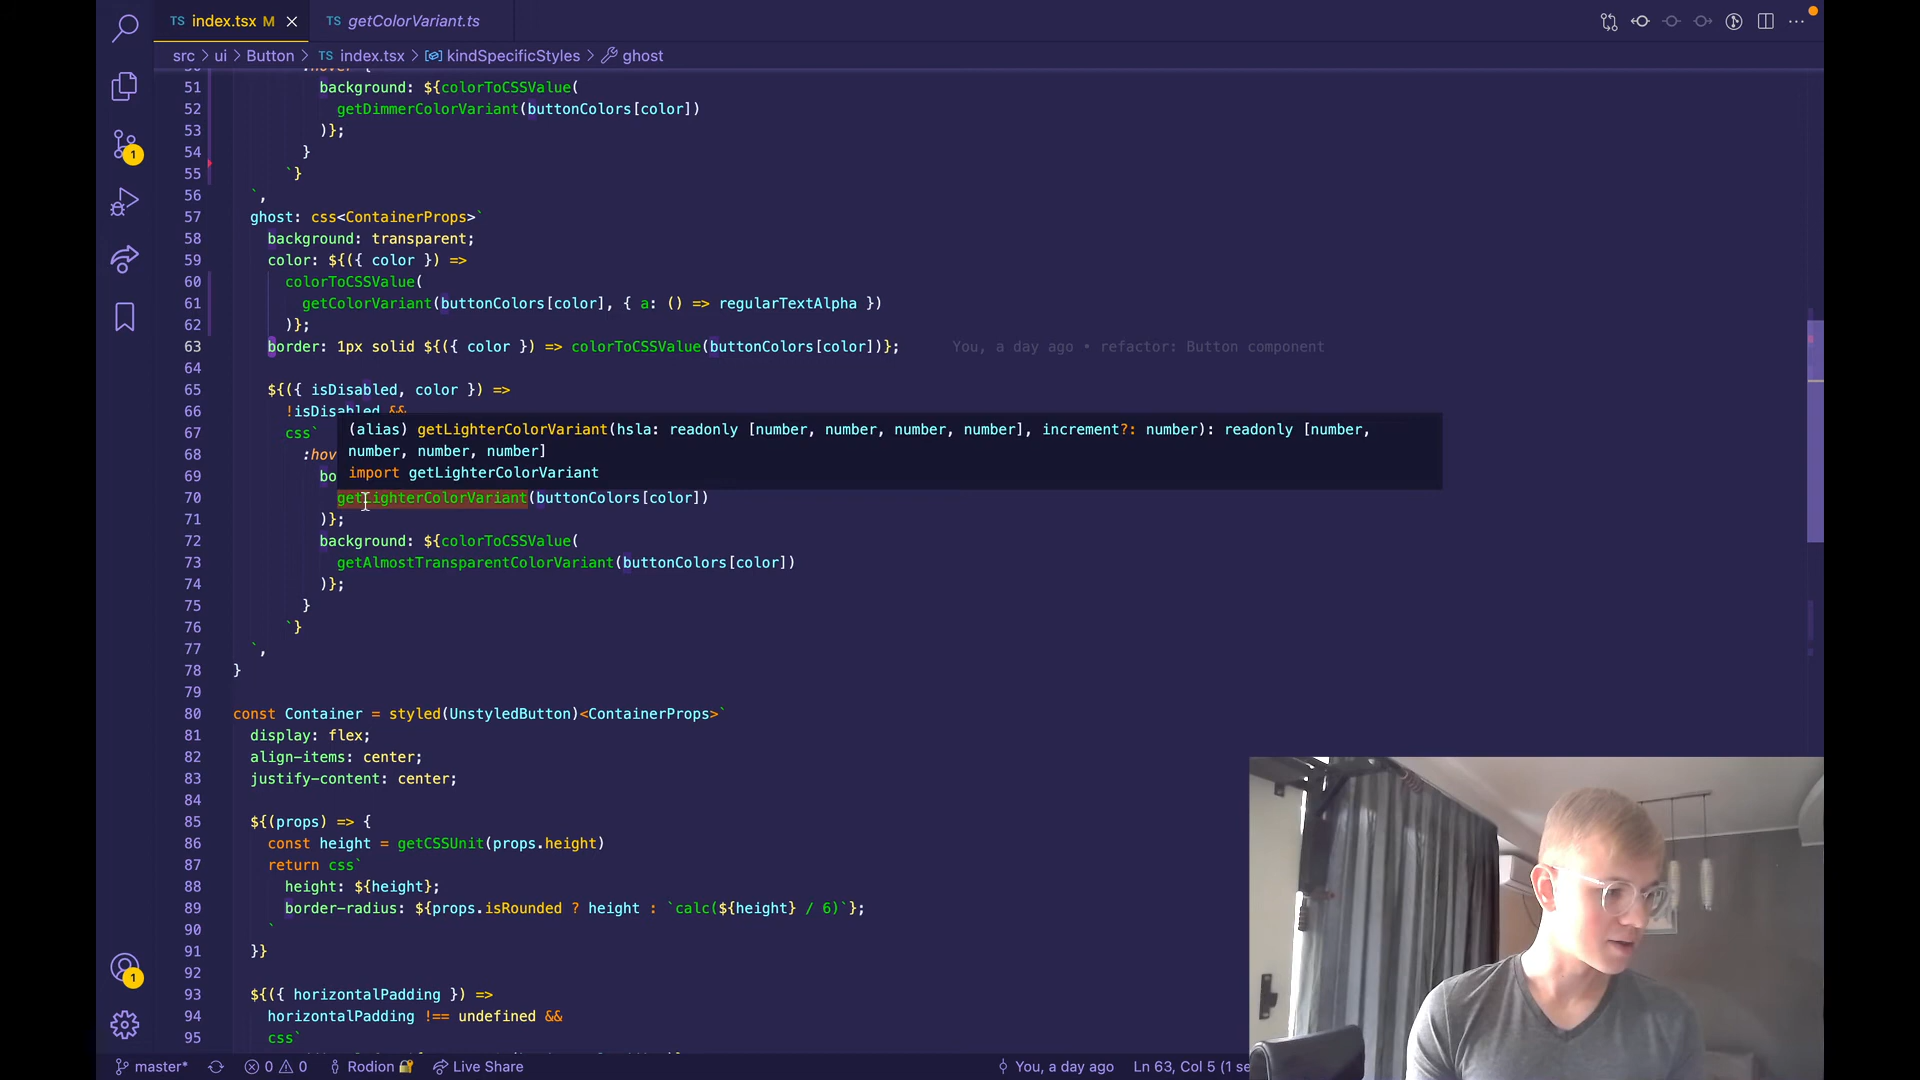 TS index.tsx M
TS getColorVariant.ts
src > ui > Button > TS index.tsx > kindSpecificStyles > ghost
51 background: ${colorToCSSValue(
52 getDimmerColorVariant(buttonColors[color])
53 )};
54 }
55 `}
56 `,
57 ghost: css<ContainerProps>`
58 background: transparent;
59 color: ${({ color }) =>
60 colorToCSSValue(
61 getColorVariant(buttonColors[color], { a: () => regularTextAlpha })
62 )};
63 border: 1px solid ${({ color }) => colorToCSSValue(buttonColors[color])}; You, a day ago • refactor: Button component
64
65 ${({ isDisabled, color }) =>
66 !isDisabled &&
67 css`
(alias) getLighterColorVariant(hsla: readonly [number, number, number, number], increment?: number): readonly [number,
number, number, number]
import getLighterColorVariant
68 :hov
69 bo
70 getLighterColorVariant(buttonColors[color])
71 )};
72 background: ${colorToCSSValue(
73 getAlmostTransparentColorVariant(buttonColors[color])
74 )};
75 }
76 `}
77 `,
78 }
79
80 const Container = styled(UnstyledButton)<ContainerProps>`
81 display: flex;
82 align-items: center;
83 justify-content: center;
84
85 ${(props) => {
86 const height = getCSSUnit(props.height)
87 return css`
88 height: ${height};
89 border-radius: ${props.isRounded ? height : `calc(${height} / 6)`};
90 `
91 }}
92
93 ${({ horizontalPadding }) =>
94 horizontalPadding !== undefined &&
95 css`
1
1
master* 0 0 Rodion Live Share You, a day ago Ln 63, Col 5 (1 se